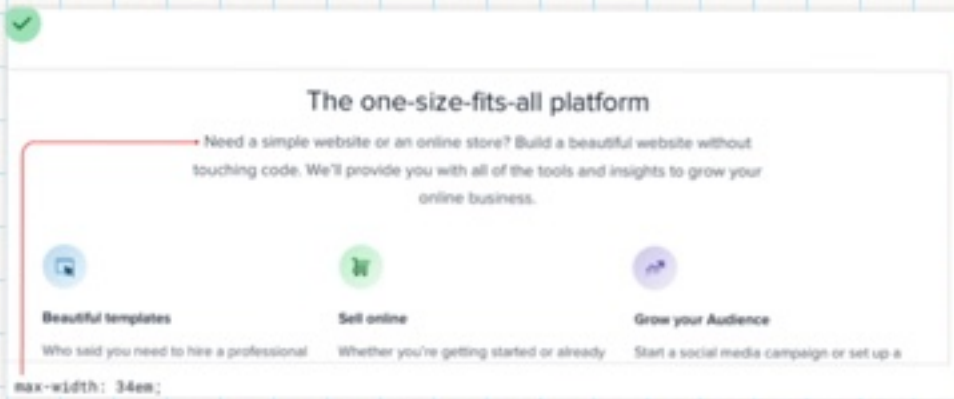 The one-size-fits-all platform
Need a simple website or an online store? Build a beautiful website without
touching code. We'll provide you with all of the tools and insights to grow your
online business.
Beautiful templates
Sell online
Grow your Audience
Who said you need to hire a professional
Whether you're getting started or already
Start a social media campaign or set up a
max-width: 34em;